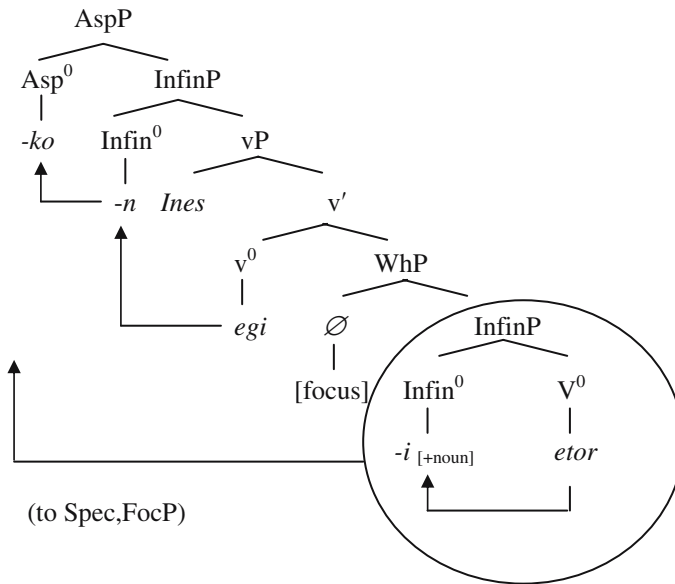 AspP
Asp⁰ InfinP
-ko Infin⁰ vP
-n Ines v′
v⁰ WhP
egi ∅ InfinP
[focus] Infin⁰ V⁰
-i [+noun] etor
(to Spec,FocP)